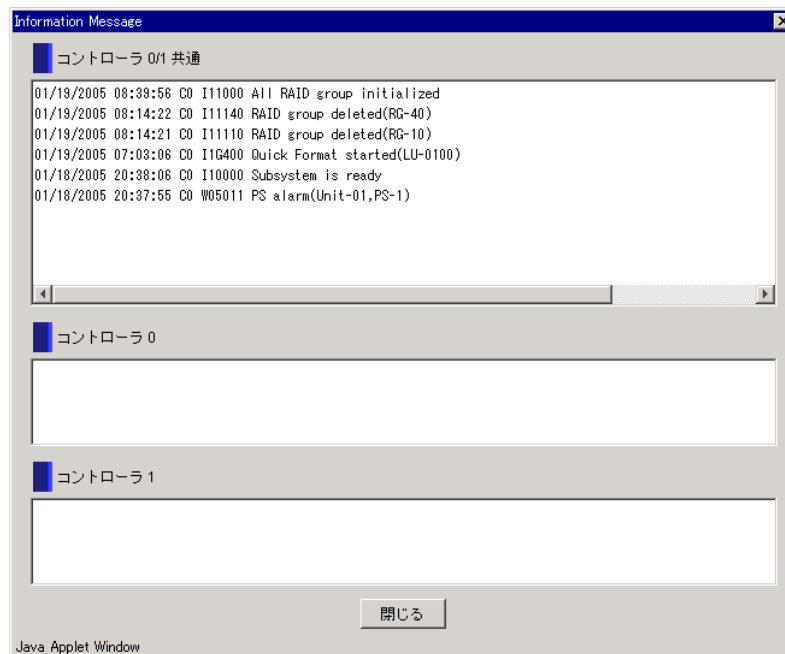 Information Message
コントローラ 0/1 共通
01/19/2005 08:39:56 C0 I11000 All RAID group initialized
01/19/2005 08:14:22 C0 I11140 RAID group deleted(RG-40)
01/19/2005 08:14:21 C0 I11110 RAID group deleted(RG-10)
01/19/2005 07:03:06 C0 I1G400 Quick Format started(LU-0100)
01/18/2005 20:38:06 C0 I10000 Subsystem is ready
01/18/2005 20:37:55 C0 W05011 PS alarm(Unit-01,PS-1)
コントローラ 0
コントローラ 1
閉じる
Java Applet Window